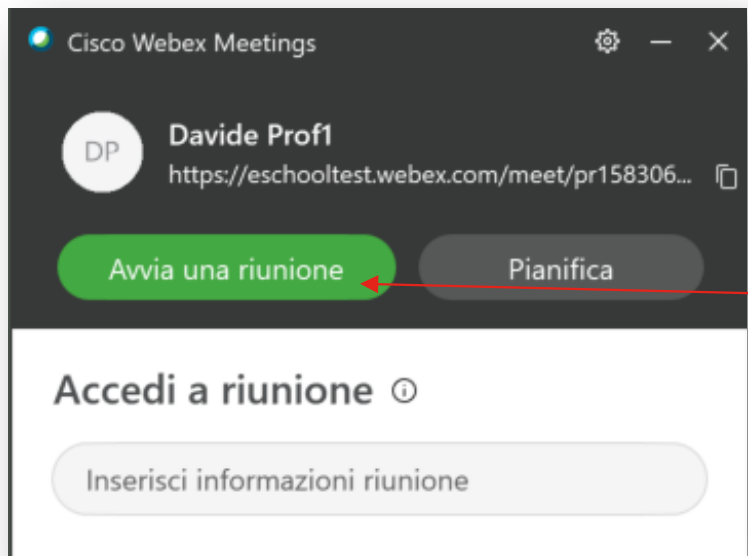 Cisco Webex Meetings
DP
Davide Prof1
https://eschooltest.webex.com/meet/pr158306...
Avvia una riunione
Pianifica
Accedi a riunione
Inserisci informazioni riunione